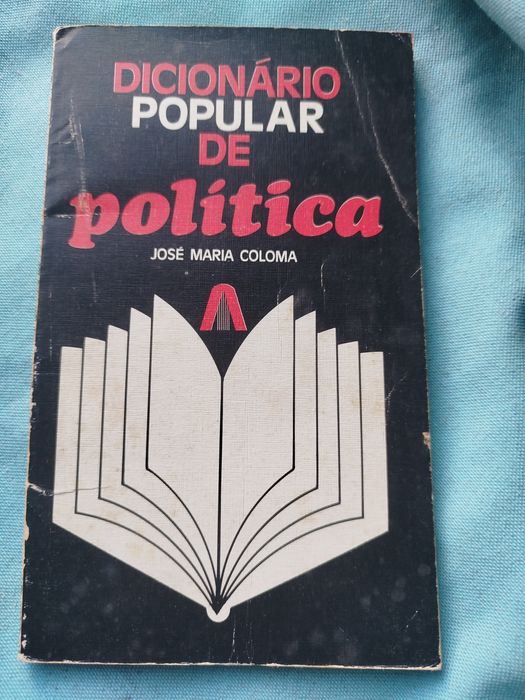 DICIONÁRIO
POPULAR
DE
política
JOSÉ MARIA COLOMA